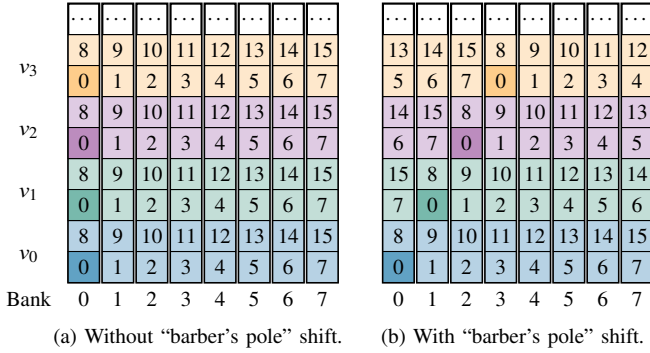 ... ... ... ... ... ... ... ... ... ... ... ... ... ... ... ...
8 9 10 11 12 13 14 15 13 14 15 8 9 10 11 12
v3
0 1 2 3 4 5 6 7 5 6 7 0 1 2 3 4
8 9 10 11 12 13 14 15 14 15 8 9 10 11 12 13
v2
0 1 2 3 4 5 6 7 6 7 0 1 2 3 4 5
8 9 10 11 12 13 14 15 15 8 9 10 11 12 13 14
v1
0 1 2 3 4 5 6 7 7 0 1 2 3 4 5 6
8 9 10 11 12 13 14 15 8 9 10 11 12 13 14 15
v0
0 1 2 3 4 5 6 7 0 1 2 3 4 5 6 7
Bank 0 1 2 3 4 5 6 7 0 1 2 3 4 5 6 7
(a) Without “barber’s pole” shift. (b) With “barber’s pole” shift.